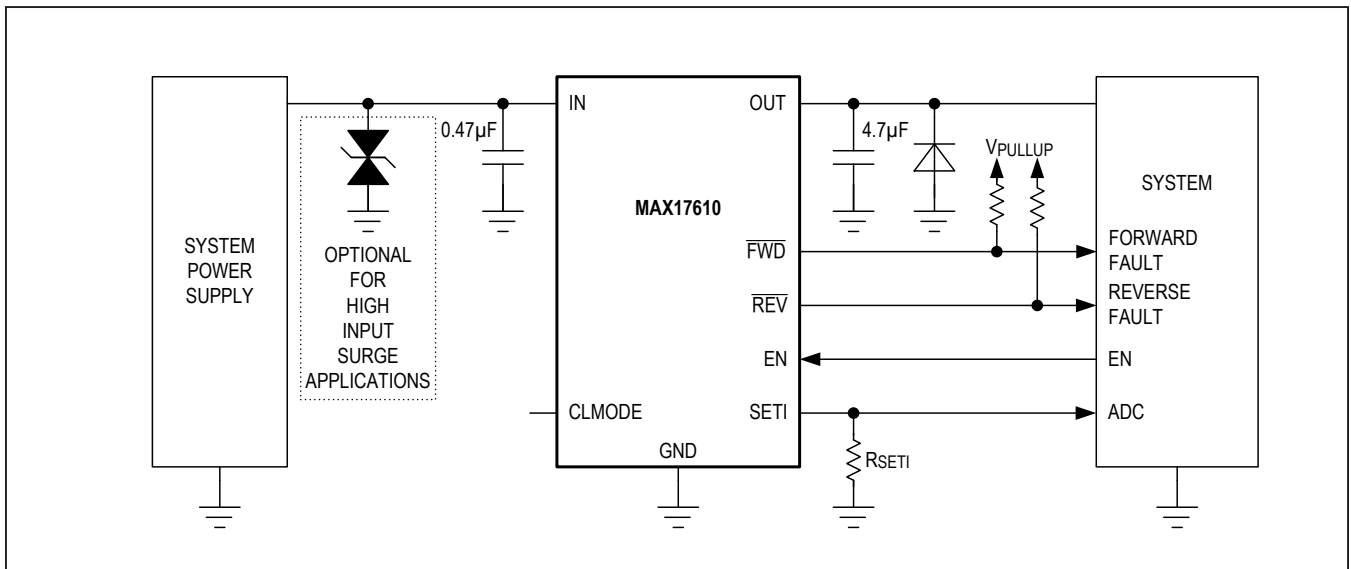 SYSTEM
POWER
SUPPLY
OPTIONAL
FOR
HIGH
INPUT
SURGE
APPLICATIONS
0.47µF
IN
OUT
MAX17610
FWD
REV
EN
CLMODE
SETI
GND
4.7µF
VPULLUP
RSETI
SYSTEM
FORWARD
FAULT
REVERSE
FAULT
EN
ADC